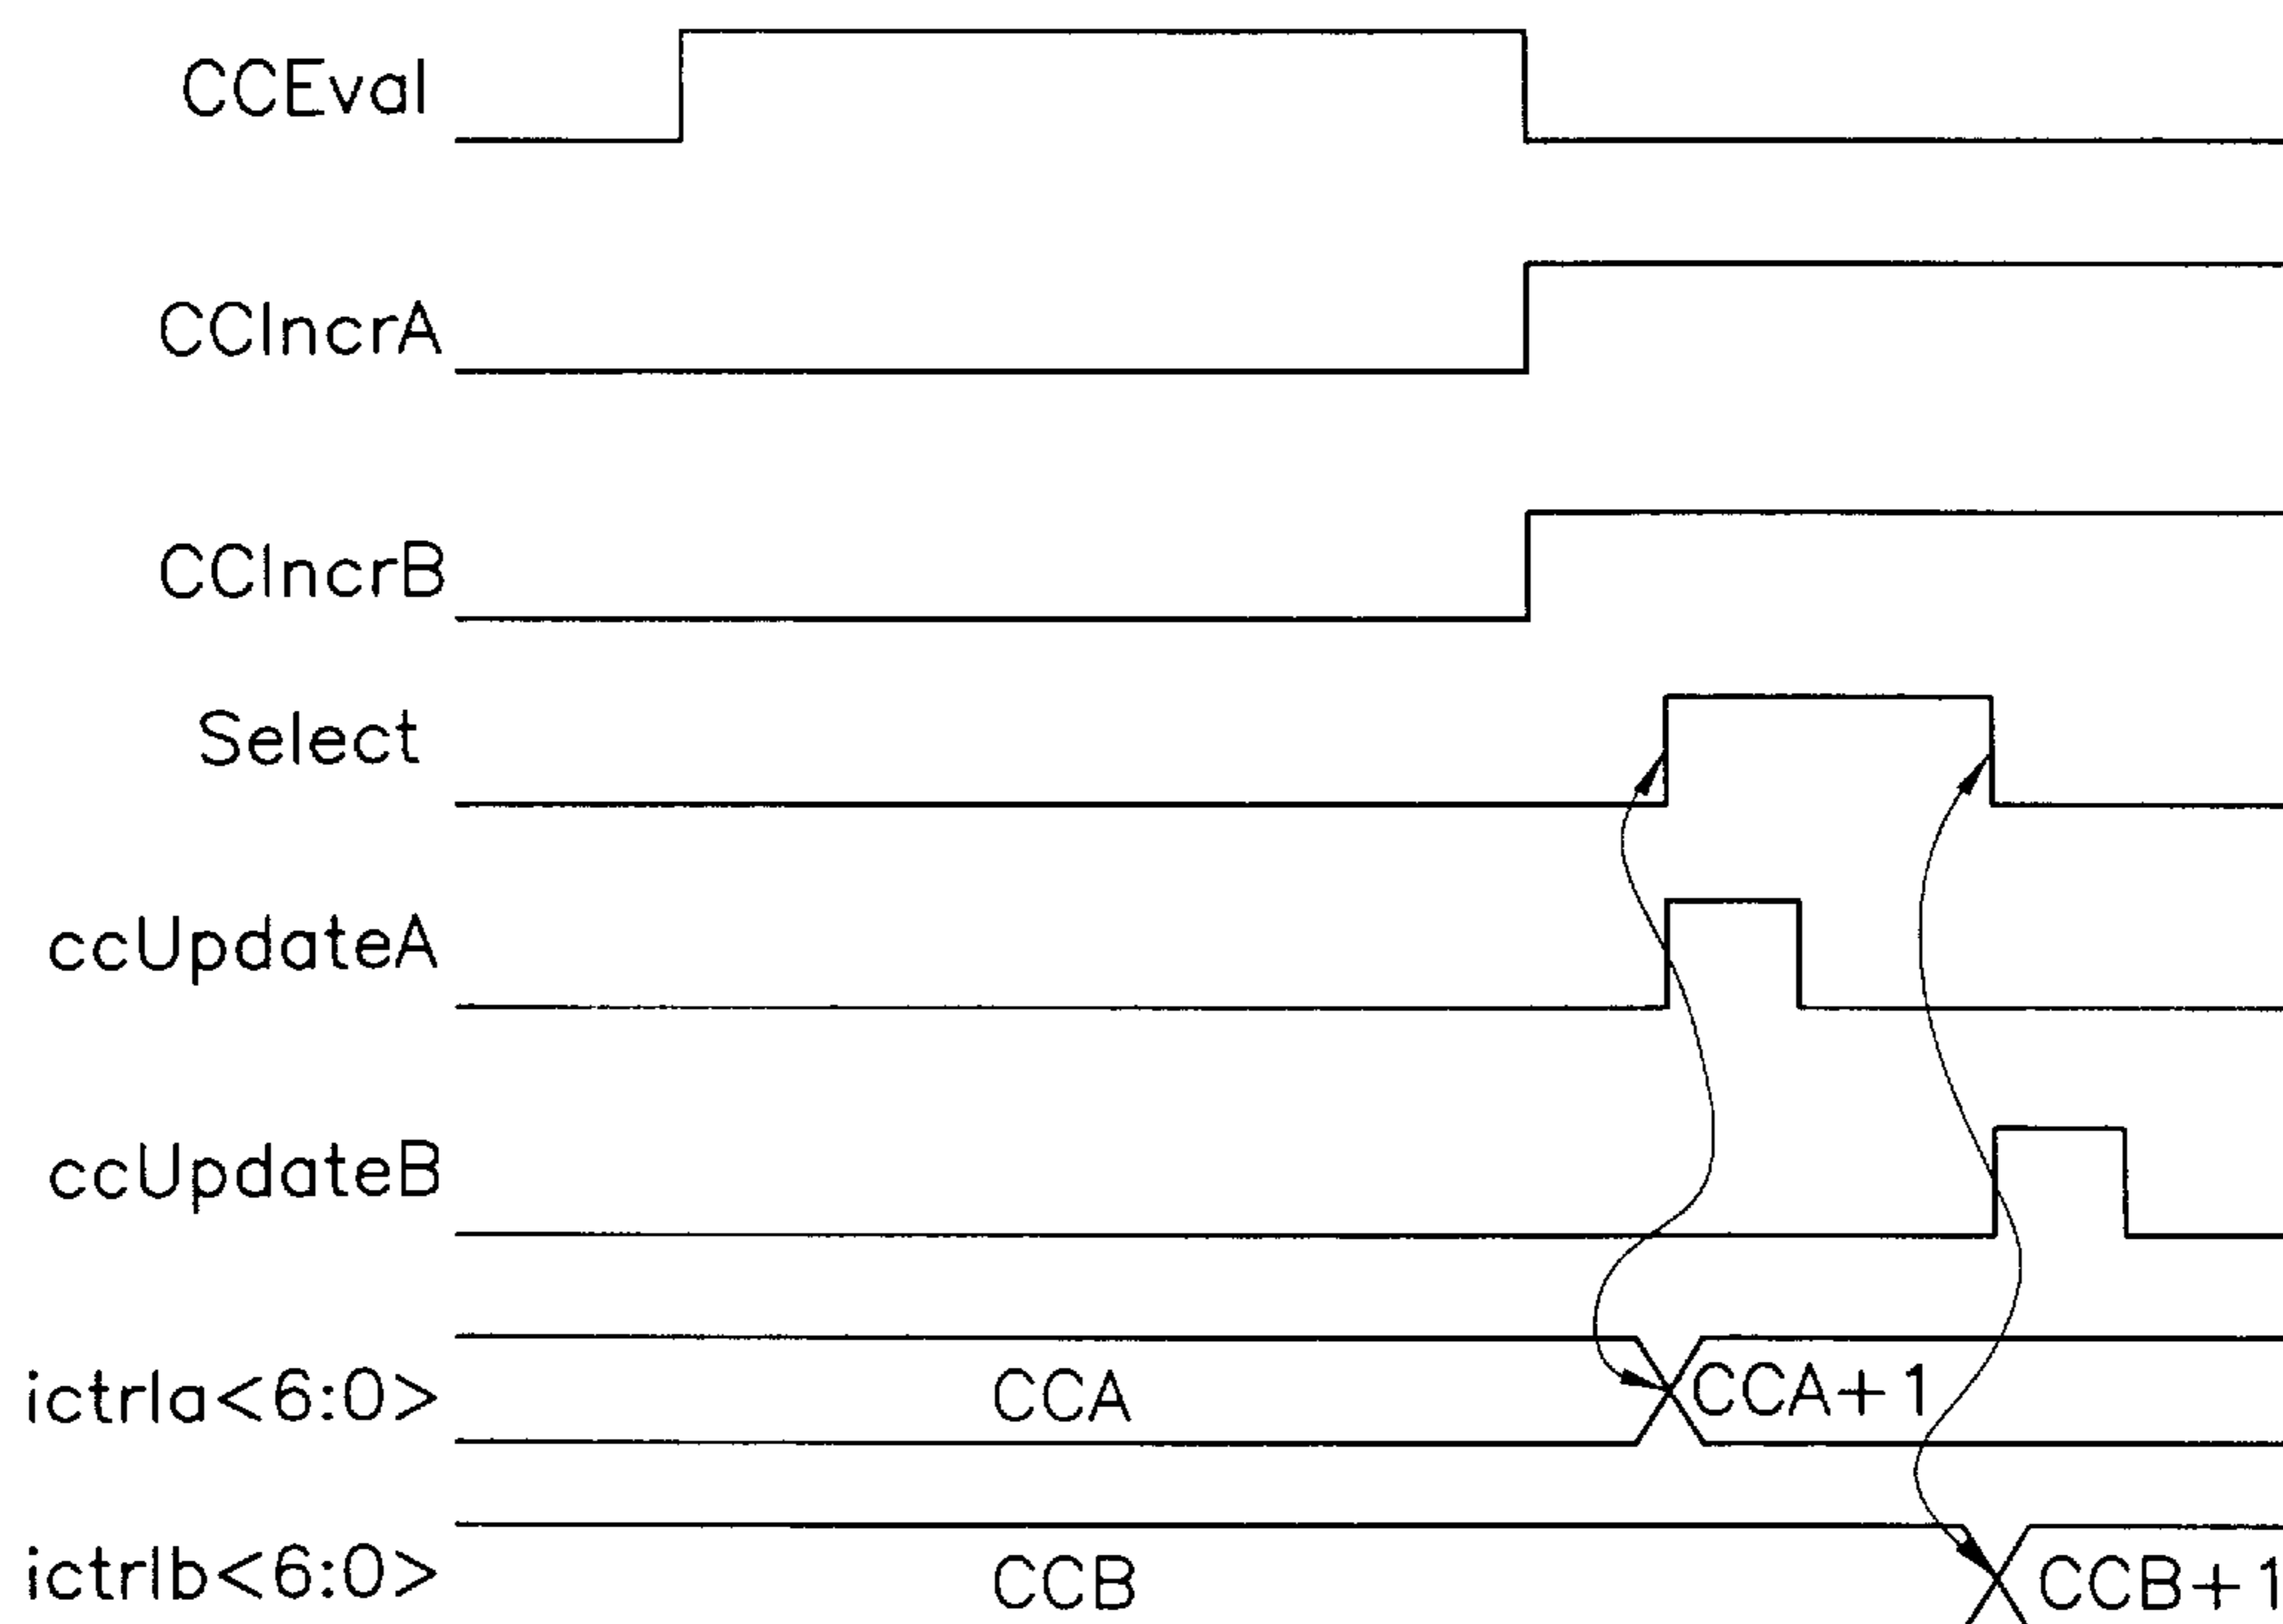 CCEval
CCIncrA
CCIncrB
Select
ccUpdateA
ccUpdateB
ictrla<6:0> CCA CCA+1
ictrlb<6:0> CCB CCB+1